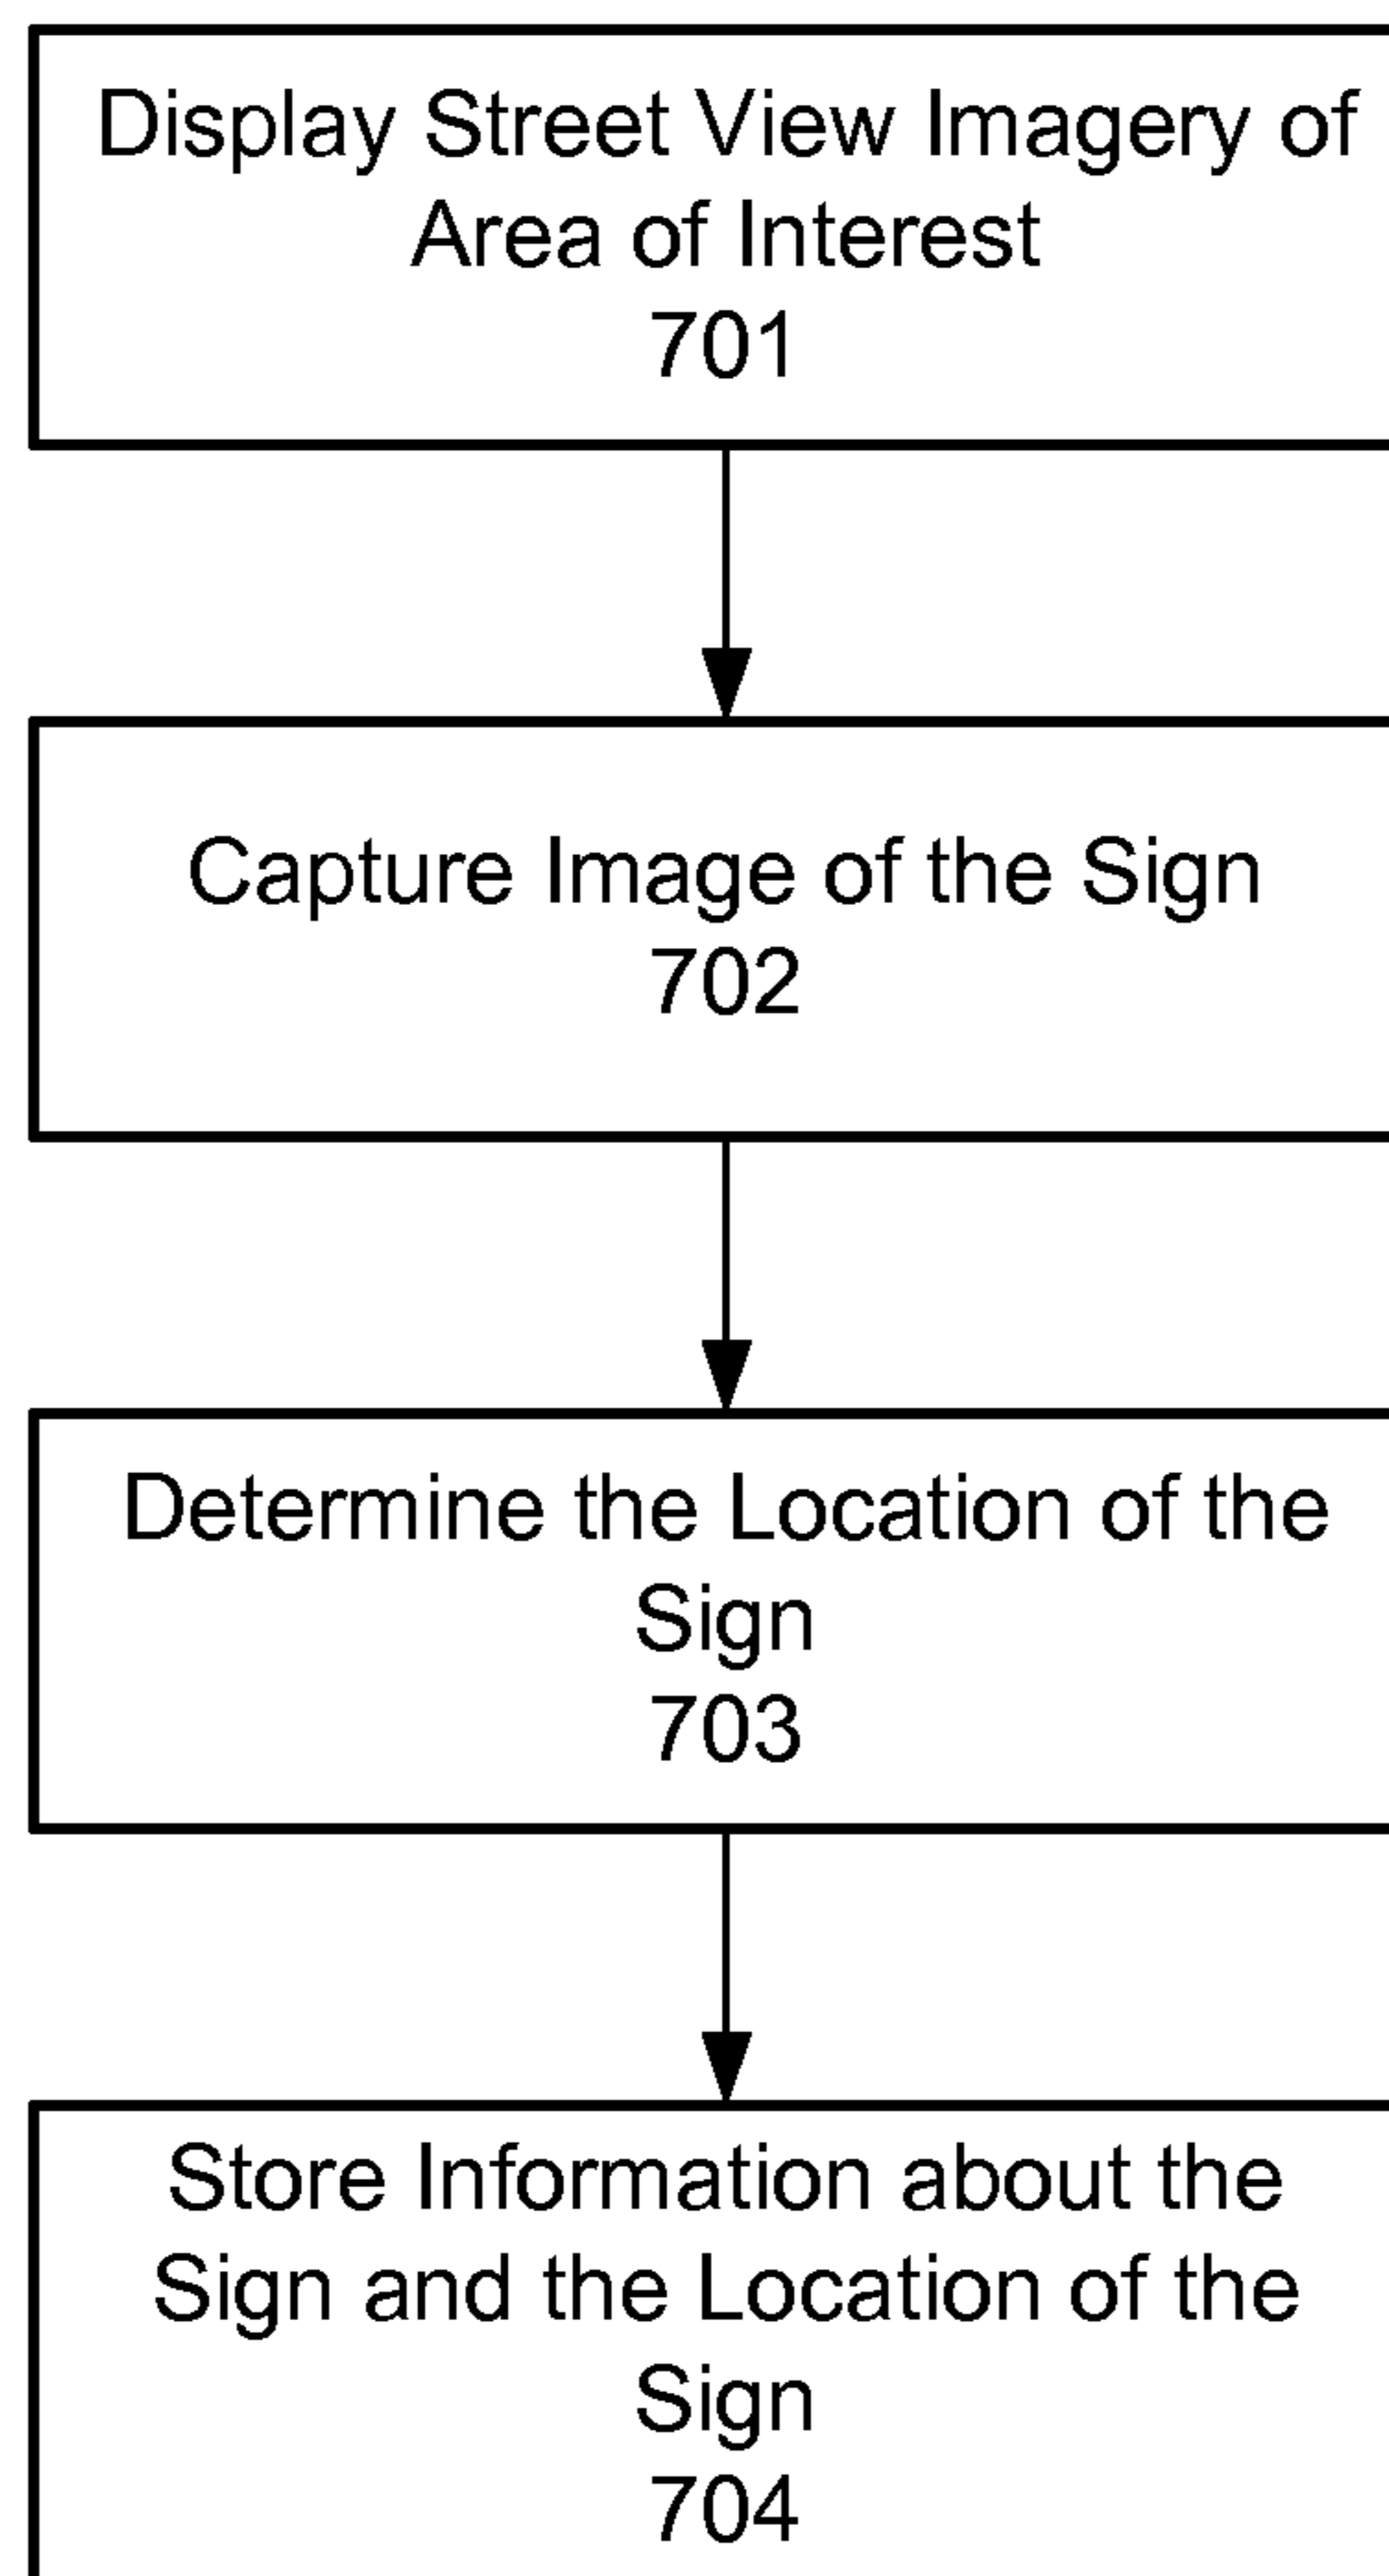 Display Street View Imagery of
Area of Interest
701
Capture Image of the Sign
702
Determine the Location of the
Sign
703
Store Information about the
Sign and the Location of the
Sign
704